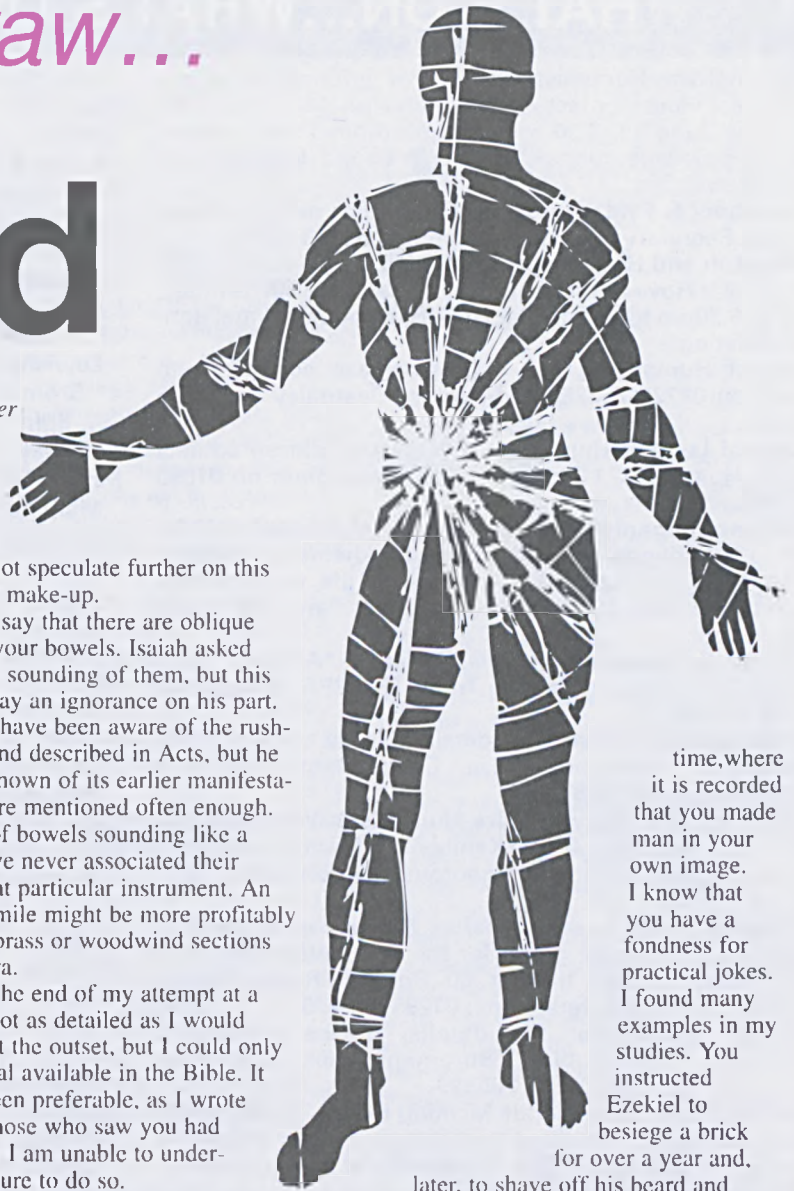 aw...
d
er
ot speculate further on this
make-up.
say that there are oblique
your bowels. Isaiah asked
sounding of them, but this
ay an ignorance on his part.
have been aware of the rush-
nd described in Acts, but he
nown of its earlier manifesta-
re mentioned often enough.
of bowels sounding like a
ve never associated their
at particular instrument. An
mile might be more profitably
brass or woodwind sections
ra.
the end of my attempt at a
ot as detailed as I would
t the outset, but I could only
al available in the Bible. It
een preferable, as I wrote
hose who saw you had
I am unable to under-
ure to do so.
time,where
it is recorded
that you made
man in your
own image.
I know that
you have a
fondness for
practical jokes.
I found many
examples in my
studies. You
instructed
Ezekiel to
besiege a brick
for over a year and,
later, to shave off his beard and